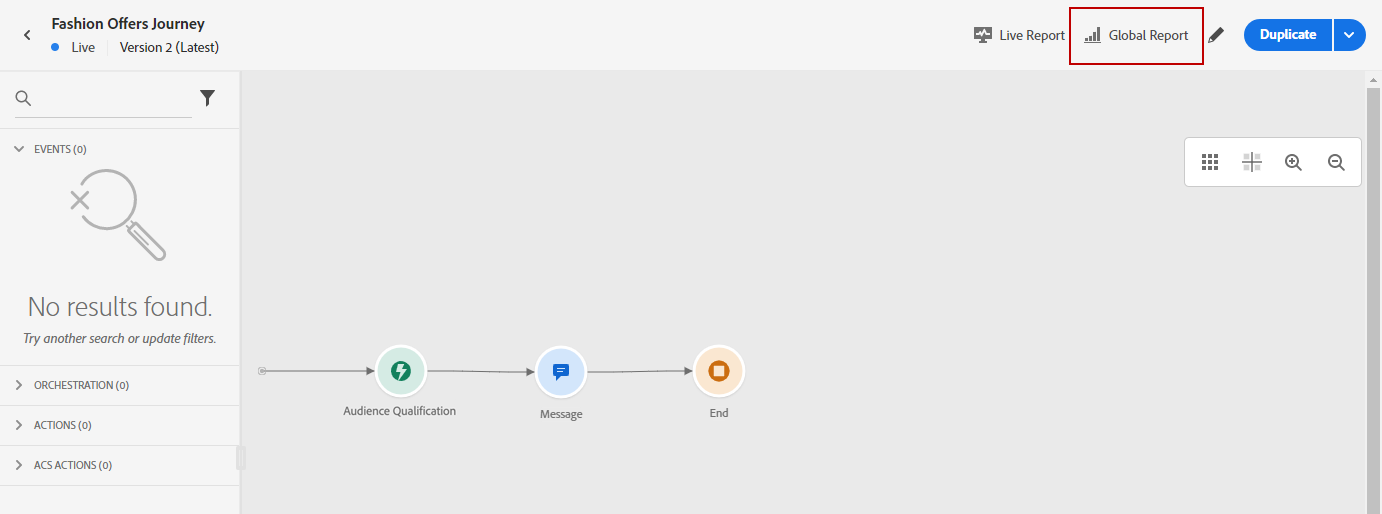 Fashion Offers Journey
Live Version 2 (Latest)
Live Report
Global Report
Duplicate
EVENTS (0)
No results found.
Try another search or update filters.
ORCHESTRATION (0)
ACTIONS (0)
ACS ACTIONS (0)
Audience Qualification
Message
End